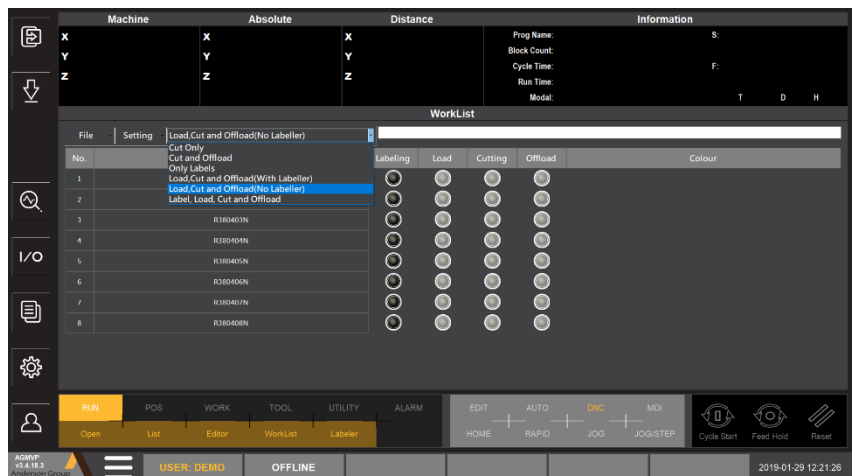 Machine Absolute Distance Information
X X X Prog Name: S:
Y Y Y Block Count:
Cycle Time: F:
Z Z Z Run Time:
Modal: T D H
WorkList
File Setting Load,Cut and Offload(No Labeller)
Cut Only
Cut and Offload
Only Labels
Load,Cut and Offload(With Labeller)
Load,Cut and Offload(No Labeller)
Label, Load, Cut and Offload
No. Labeling Load Cutting Offload Colour
1
2
3 R380403N
4 R380404N
5 R380405N
6 R380406N
7 R380407N
8 R380408N
I/O
RUN POS WORK TOOL UTILITY ALARM EDIT AUTO DNC MDI
Open List Editor WorkList Labeler HOME RAPID JOG JOG/STEP Cycle Start Feed Hold Reset
AGMVP
v3.4.18.3
Anderson Group
USER: DEMO OFFLINE 2019-01-29 12:21:26